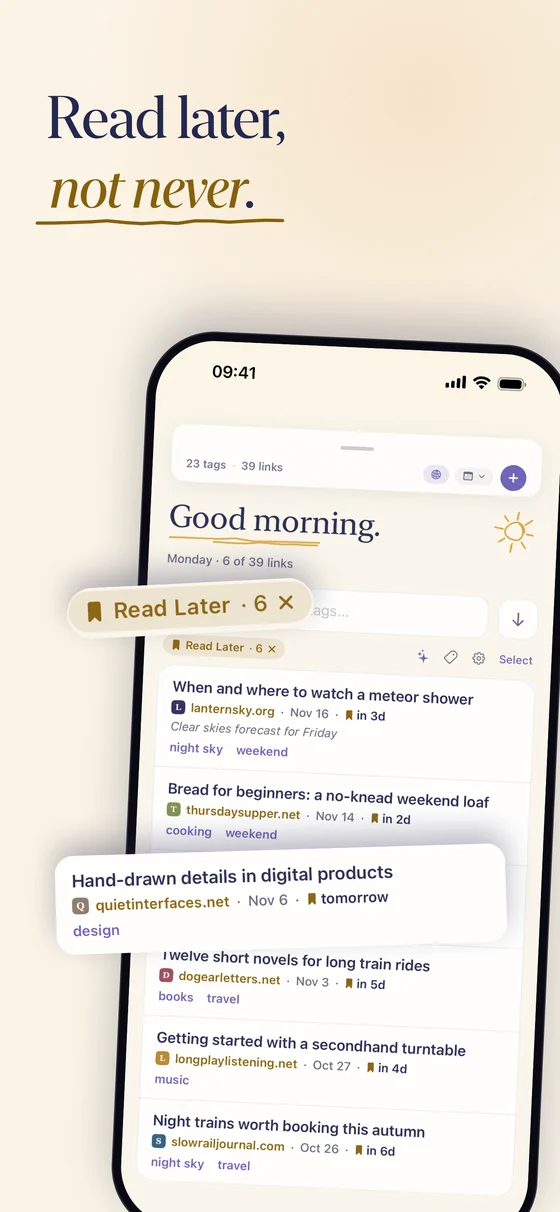 Read later,
not never.
09:41
23 tags · 39 links
Good morning.
Monday · 6 of 39 links
Read Later · 6 ×
ags...
Read Later · 6 ×
Select
When and where to watch a meteor shower
L lanternsky.org · Nov 16 · in 3d
Clear skies forecast for Friday
night sky weekend
Bread for beginners: a no-knead weekend loaf
T thursdaysupper.net · Nov 14 · in 2d
cooking weekend
Hand-drawn details in digital products
Q quietinterfaces.net · Nov 6 · tomorrow
design
Twelve short novels for long train rides
D dogearletters.net · Nov 3 · in 5d
books travel
Getting started with a secondhand turntable
L longplaylistening.net · Oct 27 · in 4d
music
Night trains worth booking this autumn
S slowrailjournal.com · Oct 26 · in 6d
night sky travel